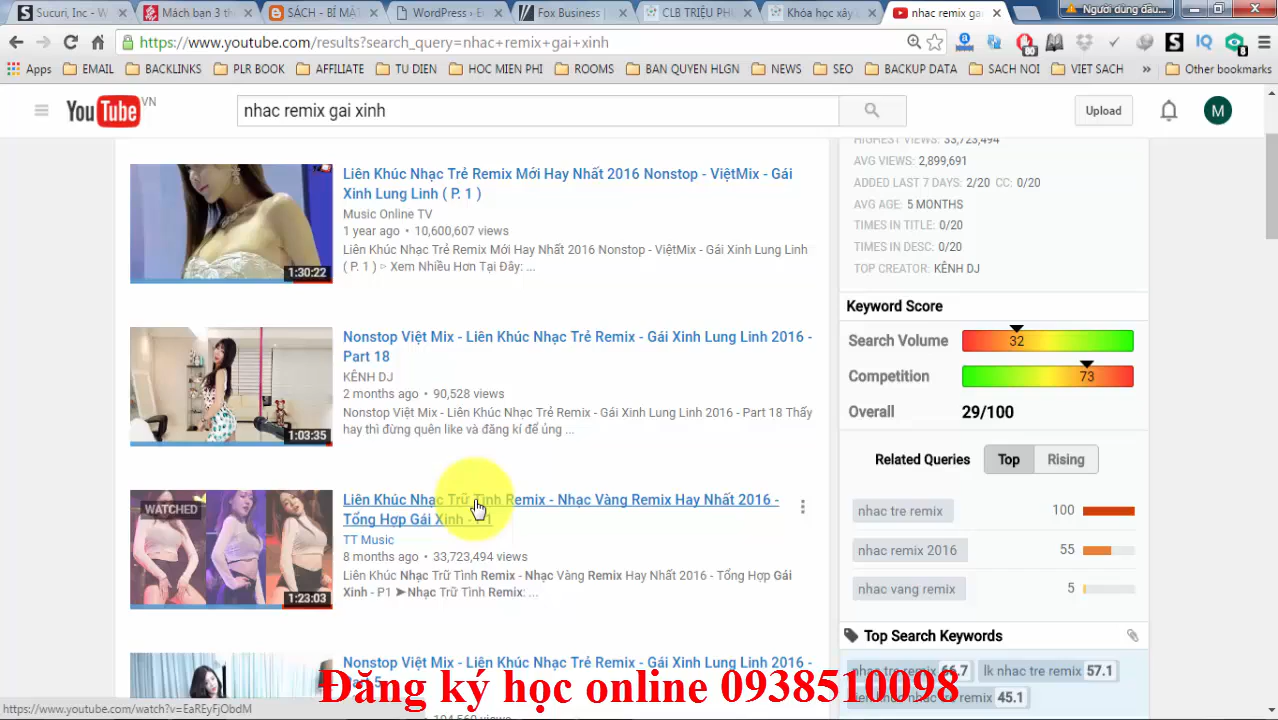 Sucuri, Inc - W
Mách bạn 3 th
SÁCH - BÍ MẬT
WordPress › E
Fox Business |
CLB TRIỆU PH
Khóa học xây
nhac remix ga
Người dùng đầu...
https://www.youtube.com/results?search_query=nhac+remix+gai+xinh
Apps
EMAIL
BACKLINKS
PLR BOOK
AFFILIATE
TU DIEN
HOC MIEN PHI
ROOMS
BAN QUYEN HLGN
NEWS
SEO
BACKUP DATA
SACH NOI
VIET SACH
»
Other bookmarks
YouTube VN
nhac remix gai xinh
Upload
M
Liên Khúc Nhạc Trẻ Remix Mới Hay Nhất 2016 Nonstop - ViệtMix - Gái
Xinh Lung Linh ( P. 1 )
Music Online TV
1 year ago • 10,600,607 views
Liên Khúc Nhạc Trẻ Remix Mới Hay Nhất 2016 Nonstop - ViệtMix - Gái Xinh Lung Linh
( P. 1 ) ▻ Xem Nhiều Hơn Tại Đây: ...
1:30:22
Nonstop Việt Mix - Liên Khúc Nhạc Trẻ Remix - Gái Xinh Lung Linh 2016 -
Part 18
KÊNH DJ
2 months ago • 90,528 views
Nonstop Việt Mix - Liên Khúc Nhạc Trẻ Remix - Gái Xinh Lung Linh 2016 - Part 18 Thấy
hay thì đừng quên like và đăng kí để ủng ...
1:03:35
WATCHED
Liên Khúc Nhạc Trữ Tình Remix - Nhạc Vàng Remix Hay Nhất 2016 -
Tổng Hợp Gái Xinh - P1
TT Music
8 months ago • 33,723,494 views
Liên Khúc Nhạc Trữ Tình Remix - Nhạc Vàng Remix Hay Nhất 2016 - Tổng Hợp Gái
Xinh - P1 ➤Nhạc Trữ Tình Remix: ...
1:23:03
Nonstop Việt Mix - Liên Khúc Nhạc Trẻ Remix - Gái Xinh Lung Linh 2016 -
HIGHEST VIEWS: 33,723,494
AVG VIEWS: 2,899,691
ADDED LAST 7 DAYS: 2/20 CC: 0/20
AVG AGE: 5 MONTHS
TIMES IN TITLE: 0/20
TIMES IN DESC: 0/20
TOP CREATOR: KÊNH DJ
Keyword Score
Search Volume 32
Competition 73
Overall 29/100
Related Queries Top Rising
nhac tre remix 100
nhac remix 2016 55
nhac vang remix 5
Top Search Keywords
nhac tre remix 66.7 lk nhac tre remix 57.1
45.1
Đăng ký học online 0938510098
https://www.youtube.com/watch?v=EaREyFjObdM